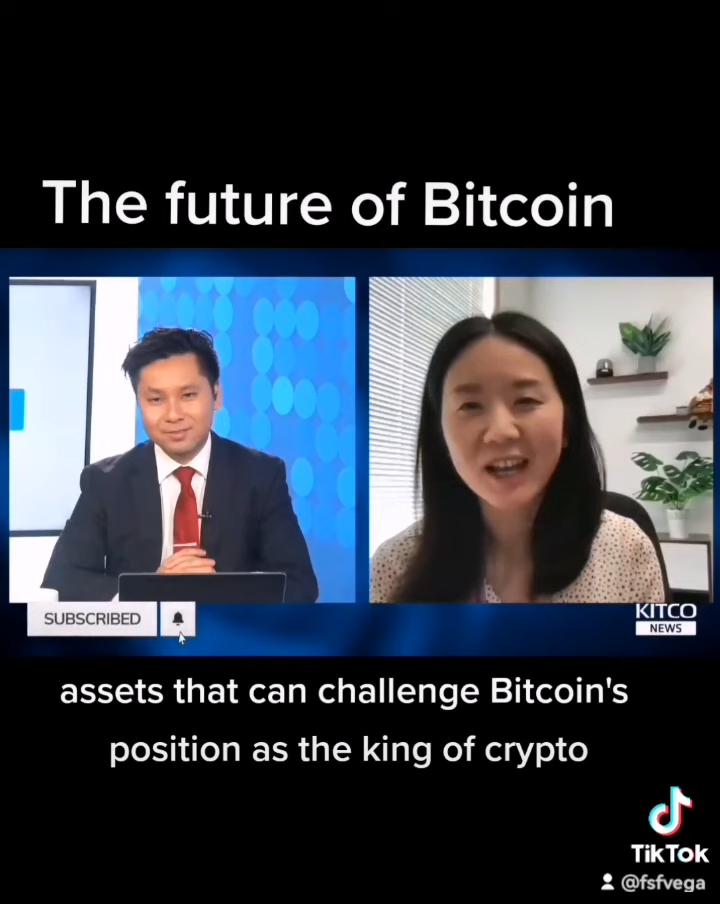 The future of Bitcoin
SUBSCRIBED
KITCO
NEWS
assets that can challenge Bitcoin's
position as the king of crypto
TikTok
@fsfvega